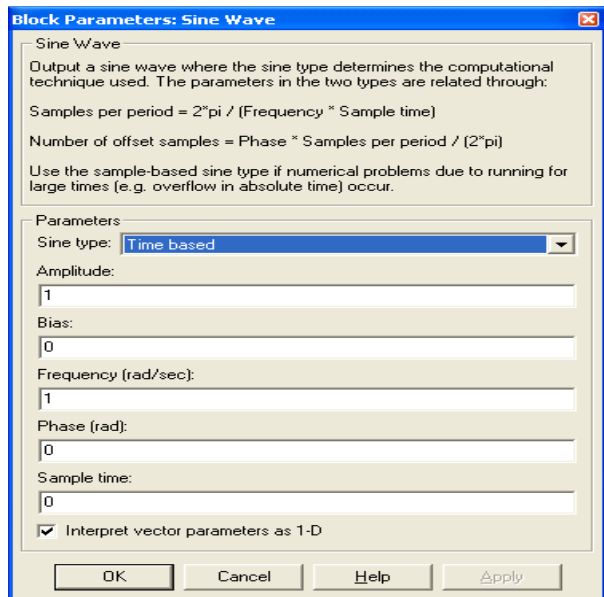 Block Parameters: Sine Wave
Sine Wave
Output a sine wave where the sine type determines the computational
technique used. The parameters in the two types are related through:
Samples per period = 2*pi / (Frequency * Sample time)
Number of offset samples = Phase * Samples per period / (2*pi)
Use the sample-based sine type if numerical problems due to running for
large times (e.g. overflow in absolute time) occur.
Parameters
Sine type: Time based
Amplitude:
1
Bias:
0
Frequency (rad/sec):
1
Phase (rad):
0
Sample time:
0
Interpret vector parameters as 1-D
OK Cancel Help Apply